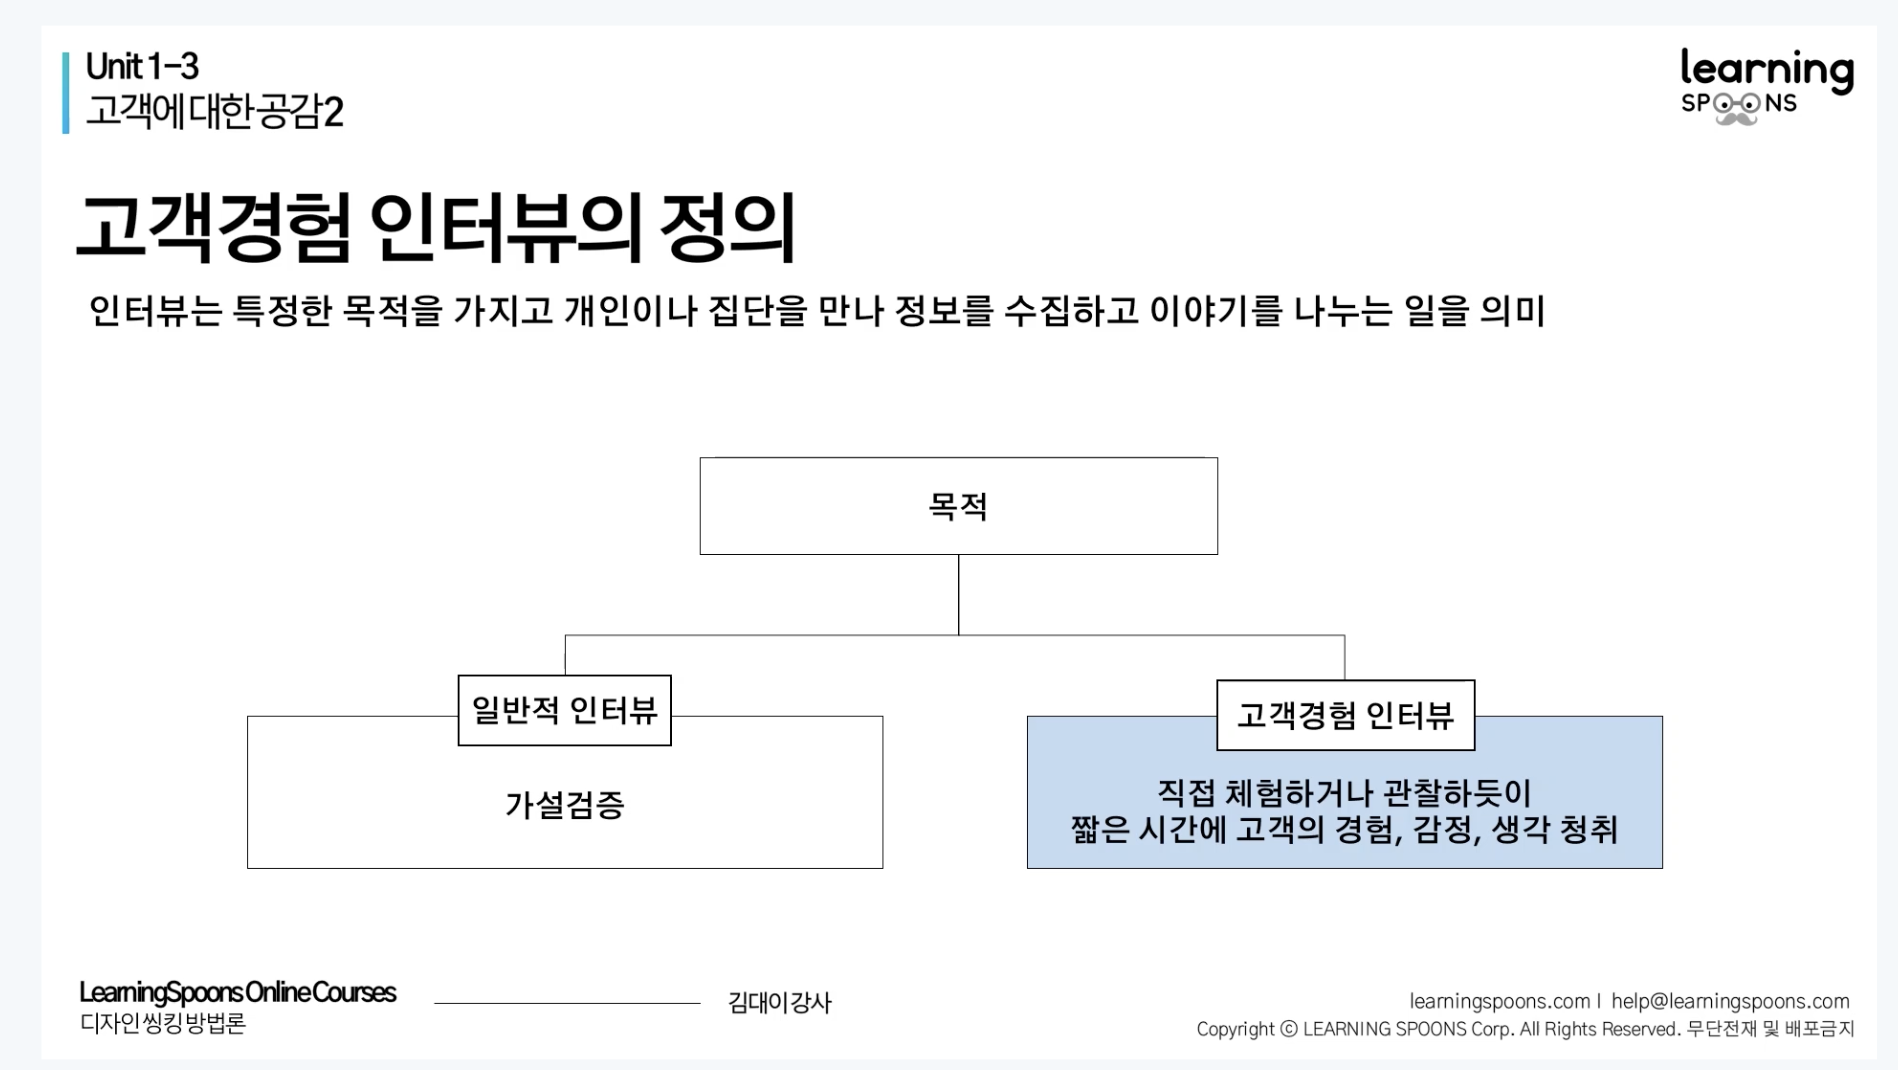 Unit 1-3
고객에 대한 공감2
learning
SPOONS
고객경험 인터뷰의 정의
인터뷰는 특정한 목적을 가지고 개인이나 집단을 만나 정보를 수집하고 이야기를 나누는 일을 의미
목적
일반적 인터뷰
가설검증
고객경험 인터뷰
직접 체험하거나 관찰하듯이
짧은 시간에 고객의 경험, 감정, 생각 청취
LearningSpoons Online Courses
디자인 씽킹 방법론
김대이 강사
learningspoons.com l help@learningspoons.com
Copyright ⓒ LEARNING SPOONS Corp. All Rights Reserved. 무단전재 및 배포금지